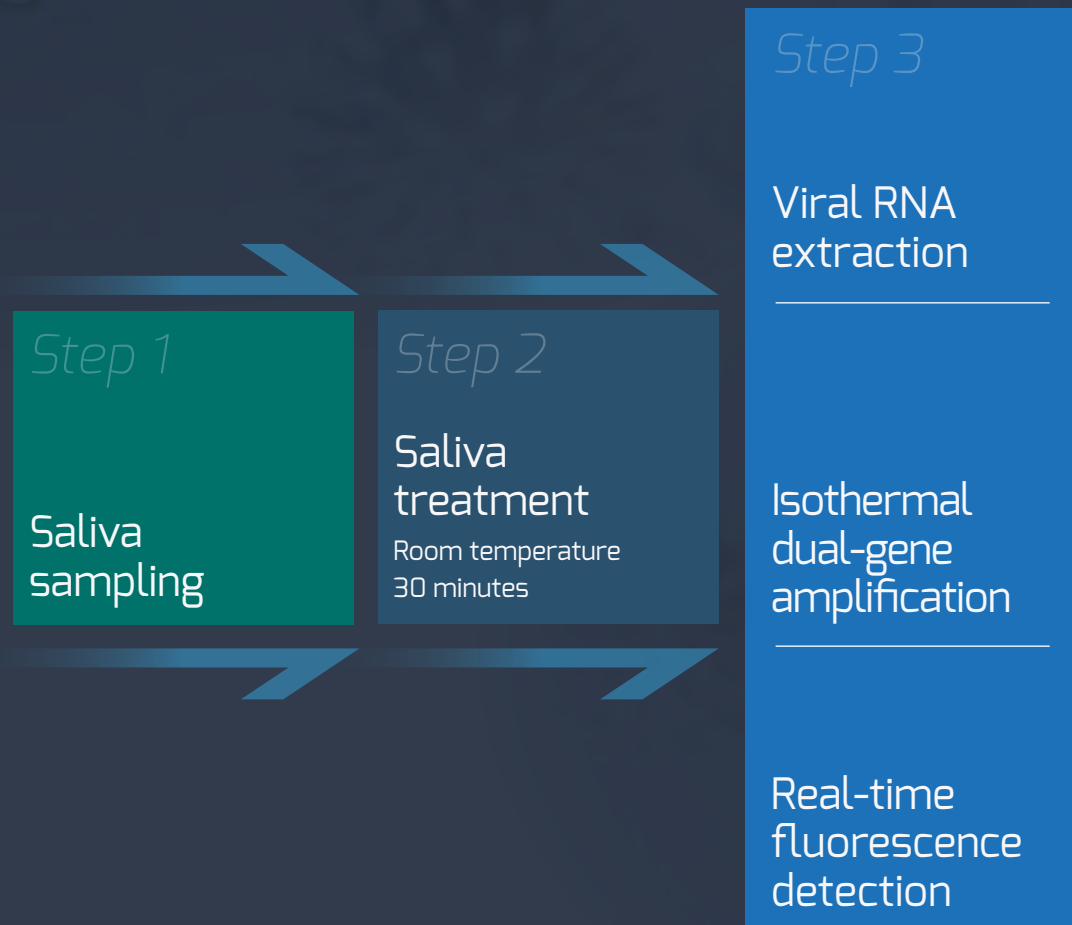 Step 1
Saliva
sampling
Step 2
Saliva
treatment
Room temperature
30 minutes
Step 3
Viral RNA
extraction
Isothermal
dual-gene
amplification
Real-time
fluorescence
detection